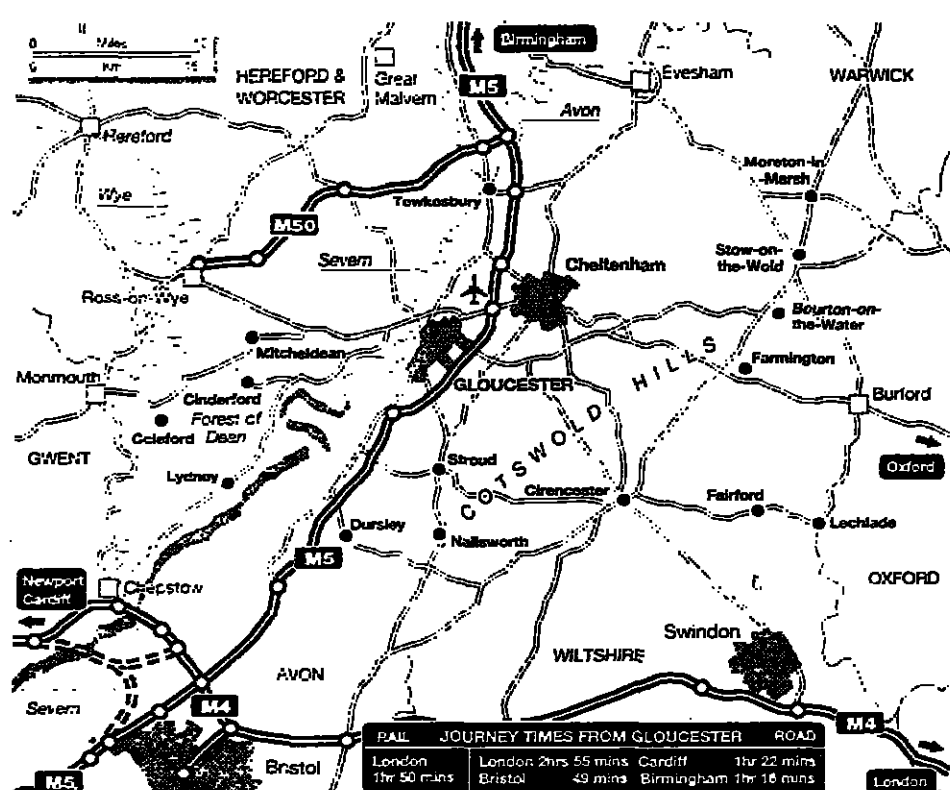 0 Miles
0 Km
HEREFORD &
WORCESTER
Great
Malvern
Birmingham
M5
Evesham
WARWICK
Avon
Hereford
Wye
Moreton-in
-Marsh
Tewkesbury
M50
Severn
Cheltenham
Stow-on-
the-Wold
Ross-on-Wye
Bourton-on-
the-Water
Mitcheldean
Farmington
Monmouth
GLOUCESTER
COTSWOLD HILLS
Burford
Cinderford
Forest of
Dean
Coleford
GWENT
Oxford
Lydney
Stroud
Cirencester
Fairford
Lechlade
Dursley
Nailsworth
M5
Newport
Cardiff
Chepstow
OXFORD
Swindon
AVON
WILTSHIRE
Severn
M4
M4
Bristol
M5
London
RAIL JOURNEY TIMES FROM GLOUCESTER ROAD
London London 2hrs 55 mins Cardiff 1hr 22 mins
1hr 50 mins Bristol 49 mins Birmingham 1hr 16 mins